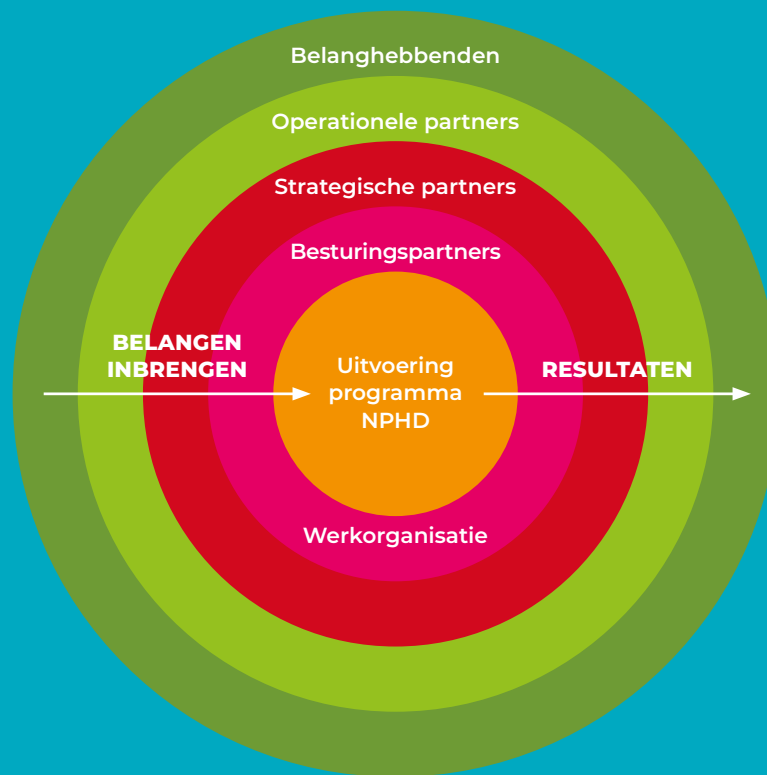 Belanghebbenden
Operationele partners
Strategische partners
Besturingspartners
BELANGEN
INBRENGEN
Uitvoering
programma
NPHD
RESULTATEN
Werkorganisatie